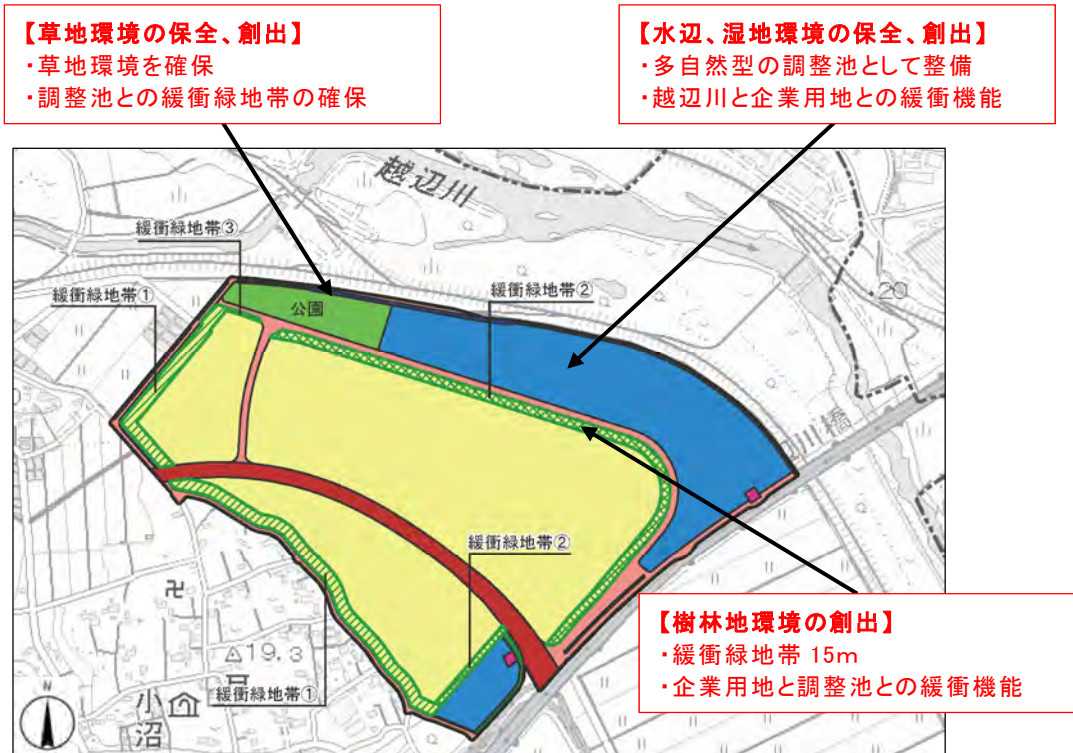 【草地環境の保全、創出】
・草地環境を確保
・調整池との緩衝緑地帯の確保
【水辺、湿地環境の保全、創出】
・多自然型の調整池として整備
・越辺川と企業用地との緩衝機能
越辺川
緩衝緑地帯③
緩衝緑地帯①
公園
緩衝緑地帯②
20
川橋
緩衝緑地帯②
19.3
緩衝緑地帯①
小沼
N
【樹林地環境の創出】
・緩衝緑地帯 15m
・企業用地と調整池との緩衝機能